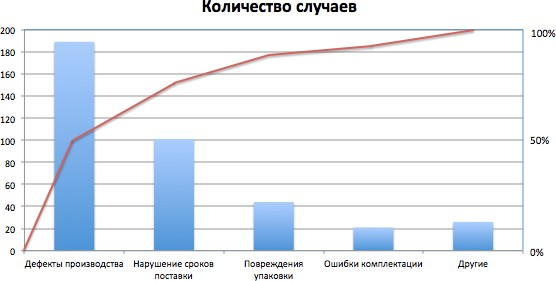 Количество случаев
200
180
160
140
120
100
80
60
40
20
0
100%
50%
0%
Дефекты производства
Нарушение сроков
поставки
Повреждения
упаковки
Ошибки комплектации
Другие